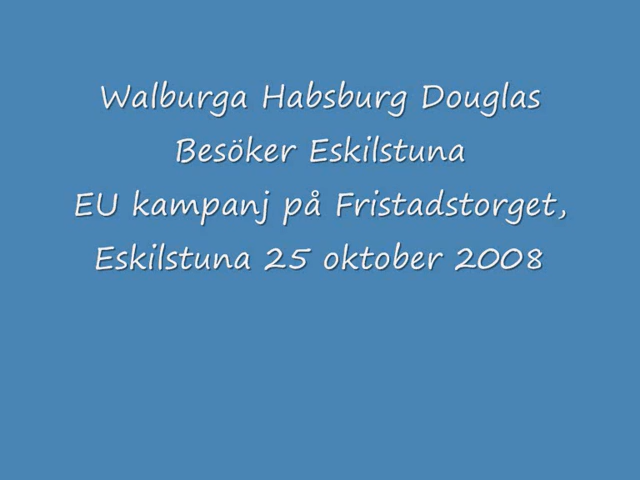 Walburga Habsburg Douglas
Besöker Eskilstuna
EU kampanj på Fristadstorget,
Eskilstuna 25 oktober 2008